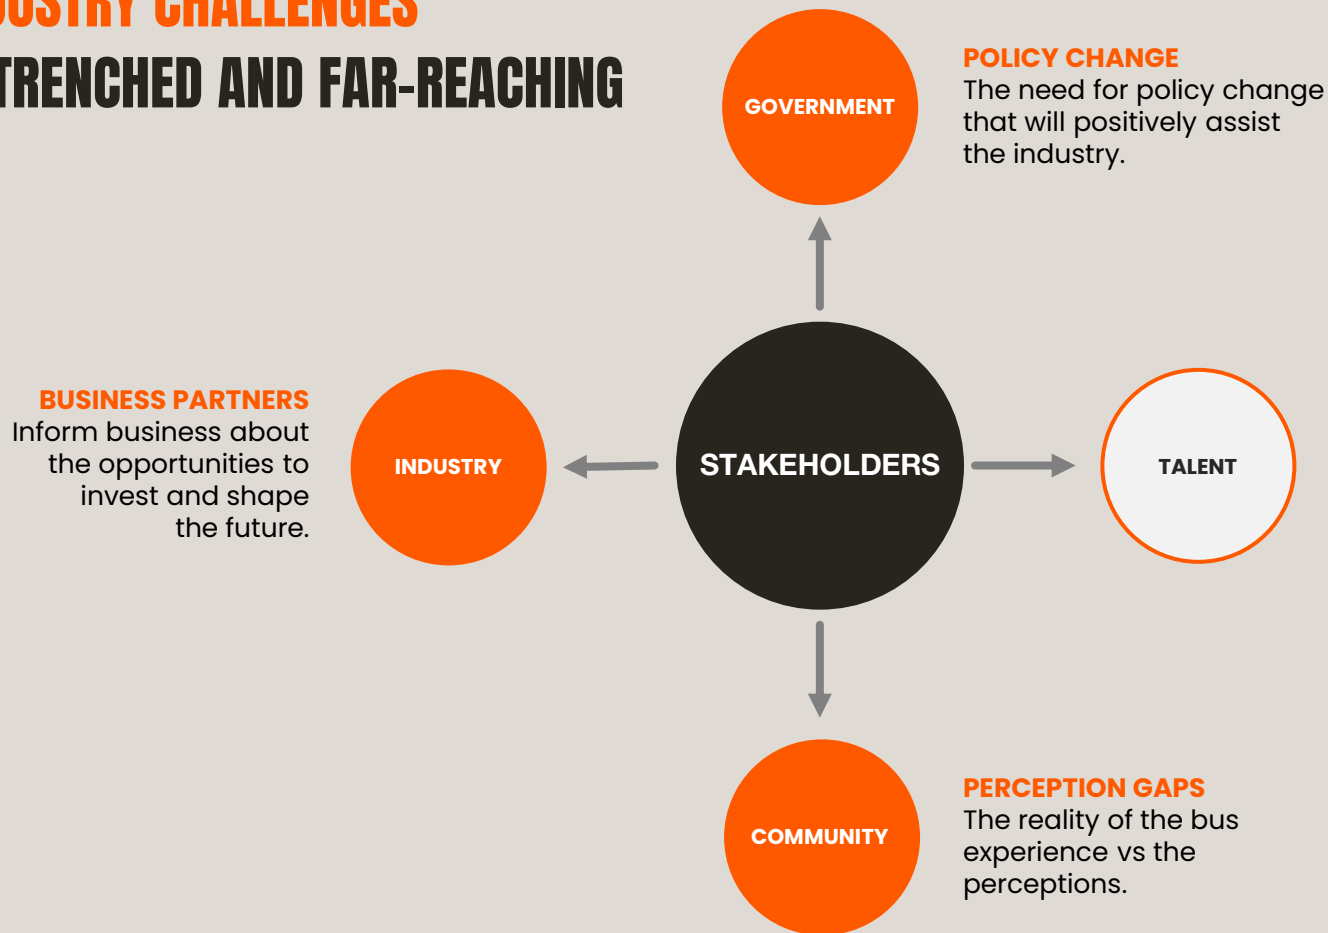 CHALLENGES
AND FAR-REACHING
GOVERNMENT
POLICY CHANGE
The need for policy change
that will positively assist
the industry.
BUSINESS PARTNERS
Inform business about
the opportunities to
invest and shape
the future.
INDUSTRY
STAKEHOLDERS
TALENT
COMMUNITY
PERCEPTION GAPS
The reality of the bus
experience vs the
perceptions.